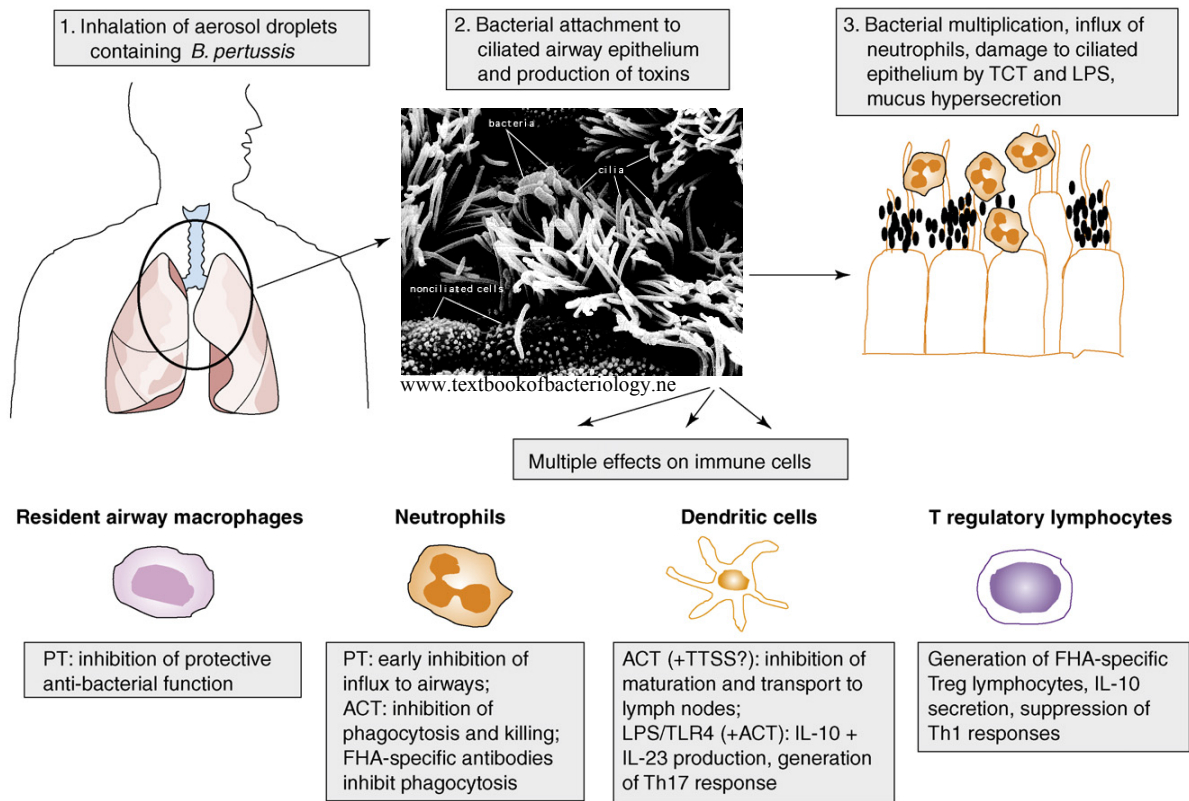 1. Inhalation of aerosol droplets
containing B. pertussis
2. Bacterial attachment to
ciliated airway epithelium
and production of toxins
3. Bacterial multiplication, influx of
neutrophils, damage to ciliated
epithelium by TCT and LPS,
mucus hypersecretion
bacteria
cilia
nonciliated cells
www.textbookofbacteriology.ne
Multiple effects on immune cells
Resident airway macrophages
PT: inhibition of protective
anti-bacterial function
Neutrophils
PT: early inhibition of
influx to airways;
ACT: inhibition of
phagocytosis and killing;
FHA-specific antibodies
inhibit phagocytosis
Dendritic cells
ACT (+TTSS?): inhibition of
maturation and transport to
lymph nodes;
LPS/TLR4 (+ACT): IL-10 +
IL-23 production, generation
of Th17 response
T regulatory lymphocytes
Generation of FHA-specific
Treg lymphocytes, IL-10
secretion, suppression of
Th1 responses